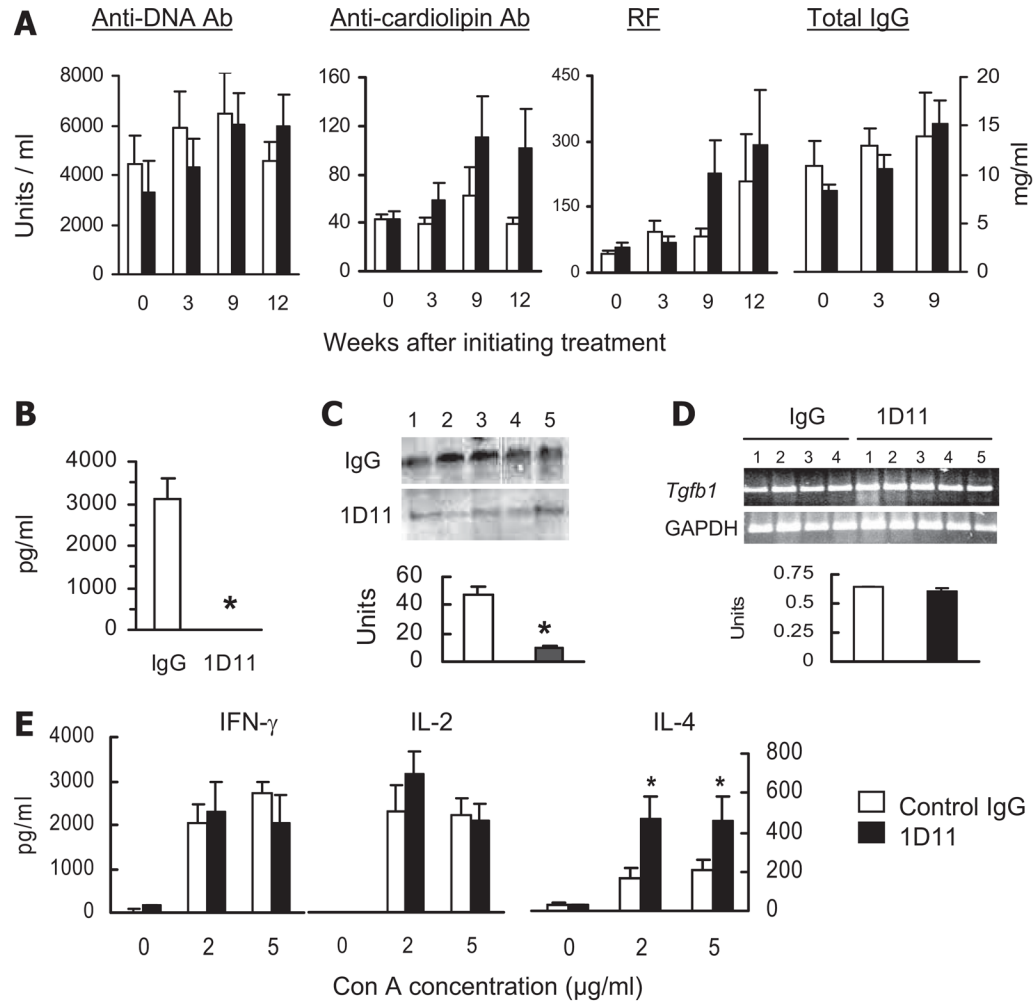 A
Anti-DNA Ab Anti-cardiolipin Ab RF Total IgG
Units / ml
8000
6000
4000
2000
0
0 3 9 12
160
120
80
40
0
0 3 9 12
450
300
150
0
0 3 9 12
20
15
10
5
0
mg/ml
0 3 9
Weeks after initiating treatment
B
pg/ml
4000
3000
2000
1000
0
*
IgG 1D11
C
1 2 3 4 5
IgG
1D11
Units
60
40
20
0
*
D
IgG 1D11
1 2 3 4 1 2 3 4 5
Tgfb1
GAPDH
Units
0.75
0.5
0.25
0
E
IFN-γ IL-2 IL-4
pg/ml
4000
3000
2000
1000
0
* *
800
600
400
200
0
0 2 5 0 2 5 0 2 5
Con A concentration (μg/ml)
Control IgG
1D11